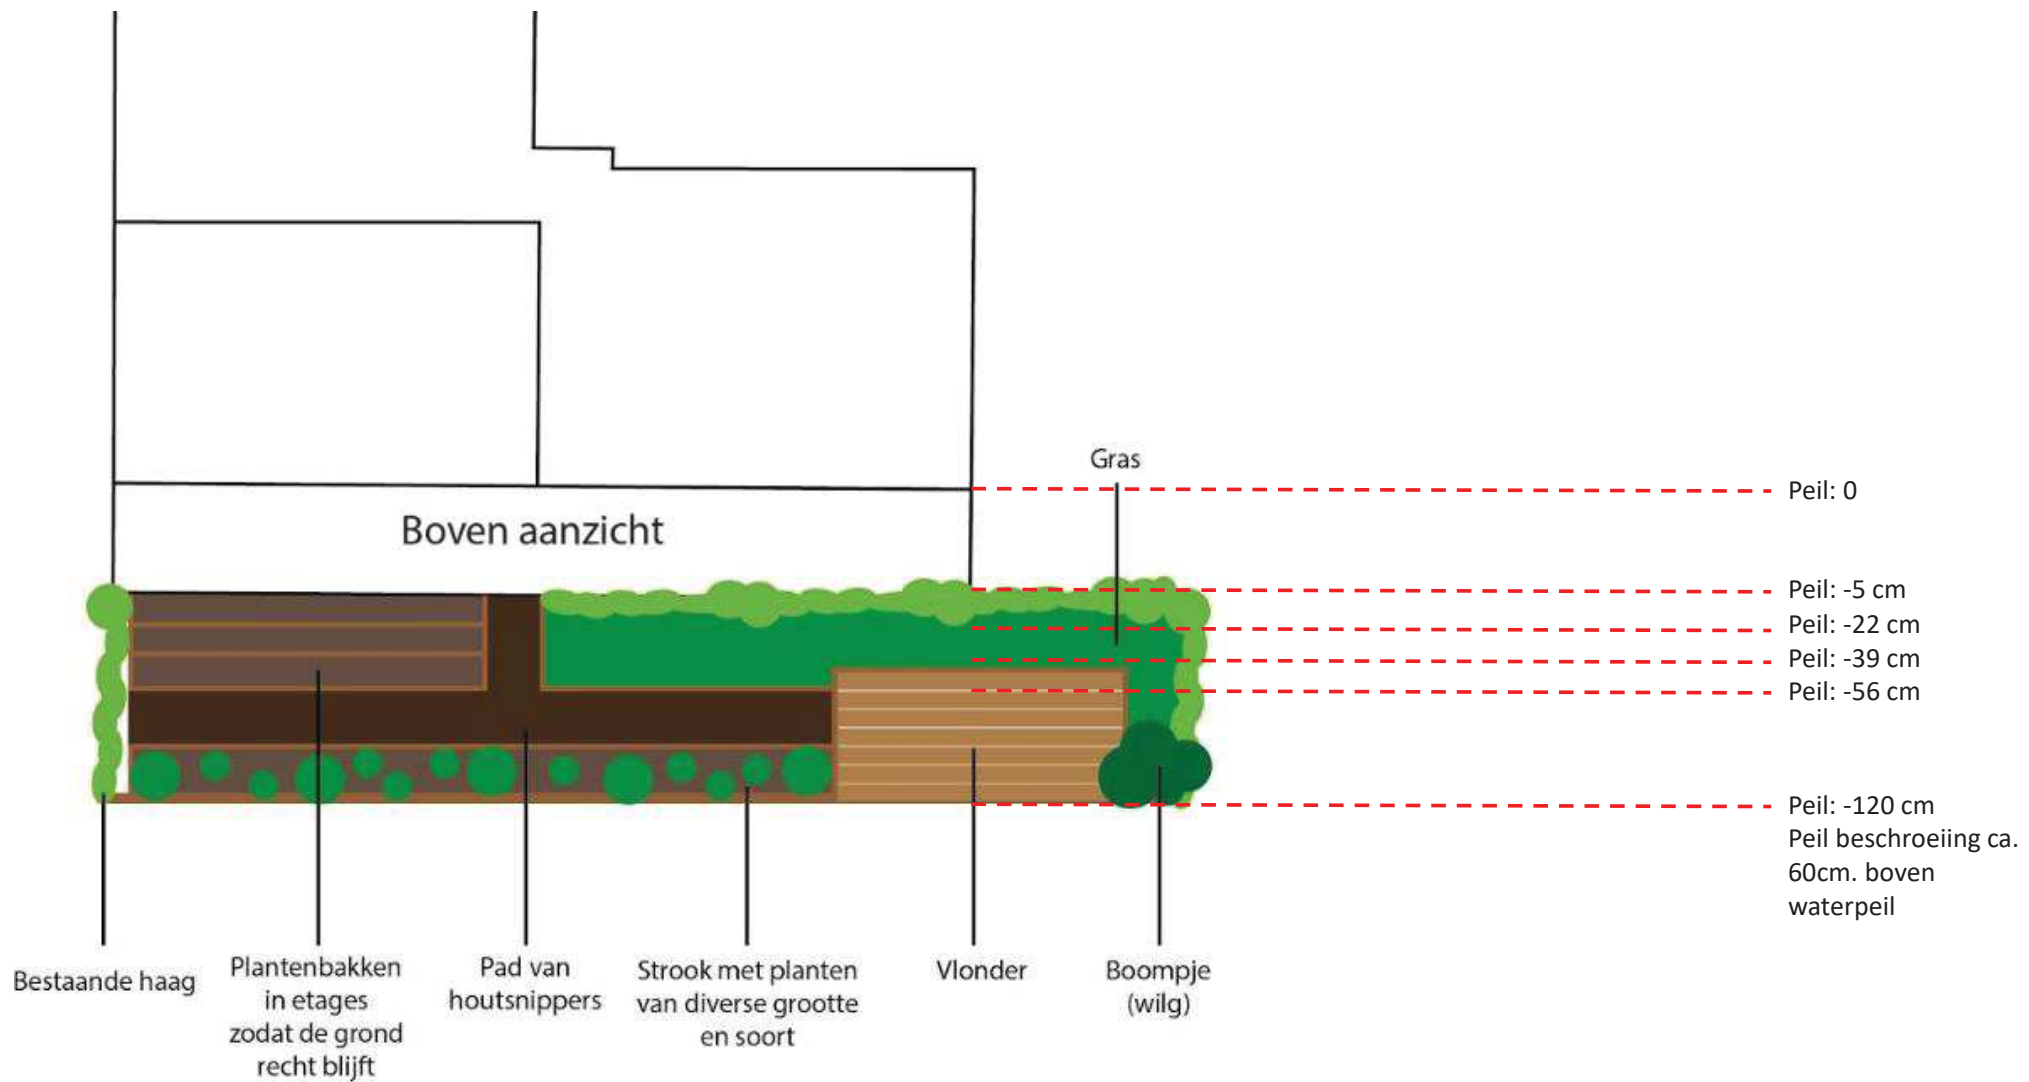 Gras
Peil: 0
Boven aanzicht
Peil: -5 cm
Peil: -22 cm
Peil: -39 cm
Peil: -56 cm
Peil: -120 cm
Peil beschroeiing ca.
60cm. boven
waterpeil
Bestaande haag
Plantenbakken
in etages
zodat de grond
recht blijft
Pad van
houtsnippers
Strook met planten
van diverse grootte
en soort
Vlonder
Boompje
(wilg)